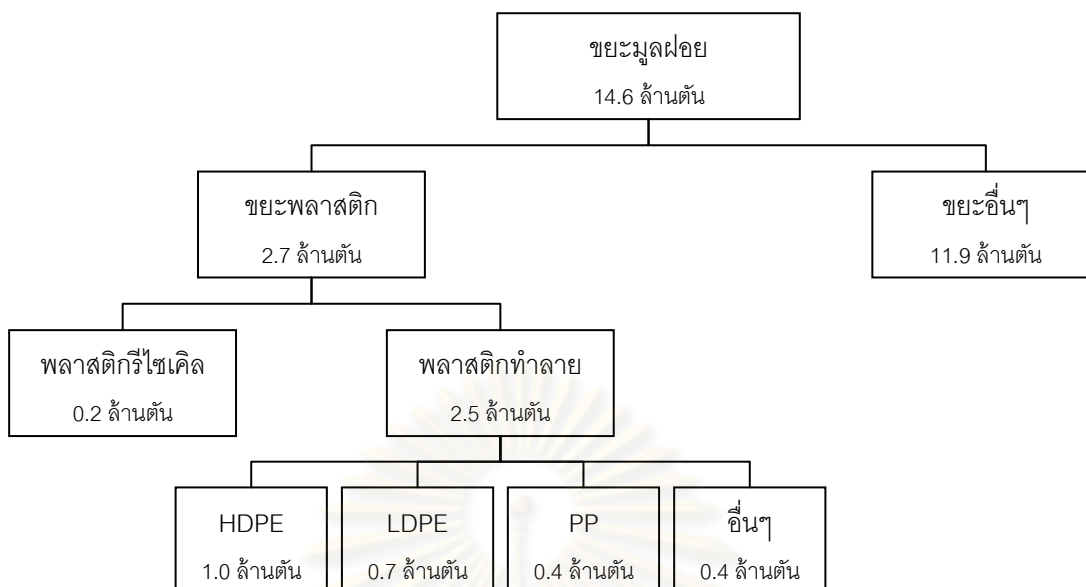 ขยะมูลฝอย
14.6 ล้านตัน
ขยะพลาสติก
2.7 ล้านตัน
ขยะอื่นๆ
11.9 ล้านตัน
พลาสติกรีไซเคิล
0.2 ล้านตัน
พลาสติกทำลาย
2.5 ล้านตัน
HDPE
1.0 ล้านตัน
LDPE
0.7 ล้านตัน
PP
0.4 ล้านตัน
อื่นๆ
0.4 ล้านตัน